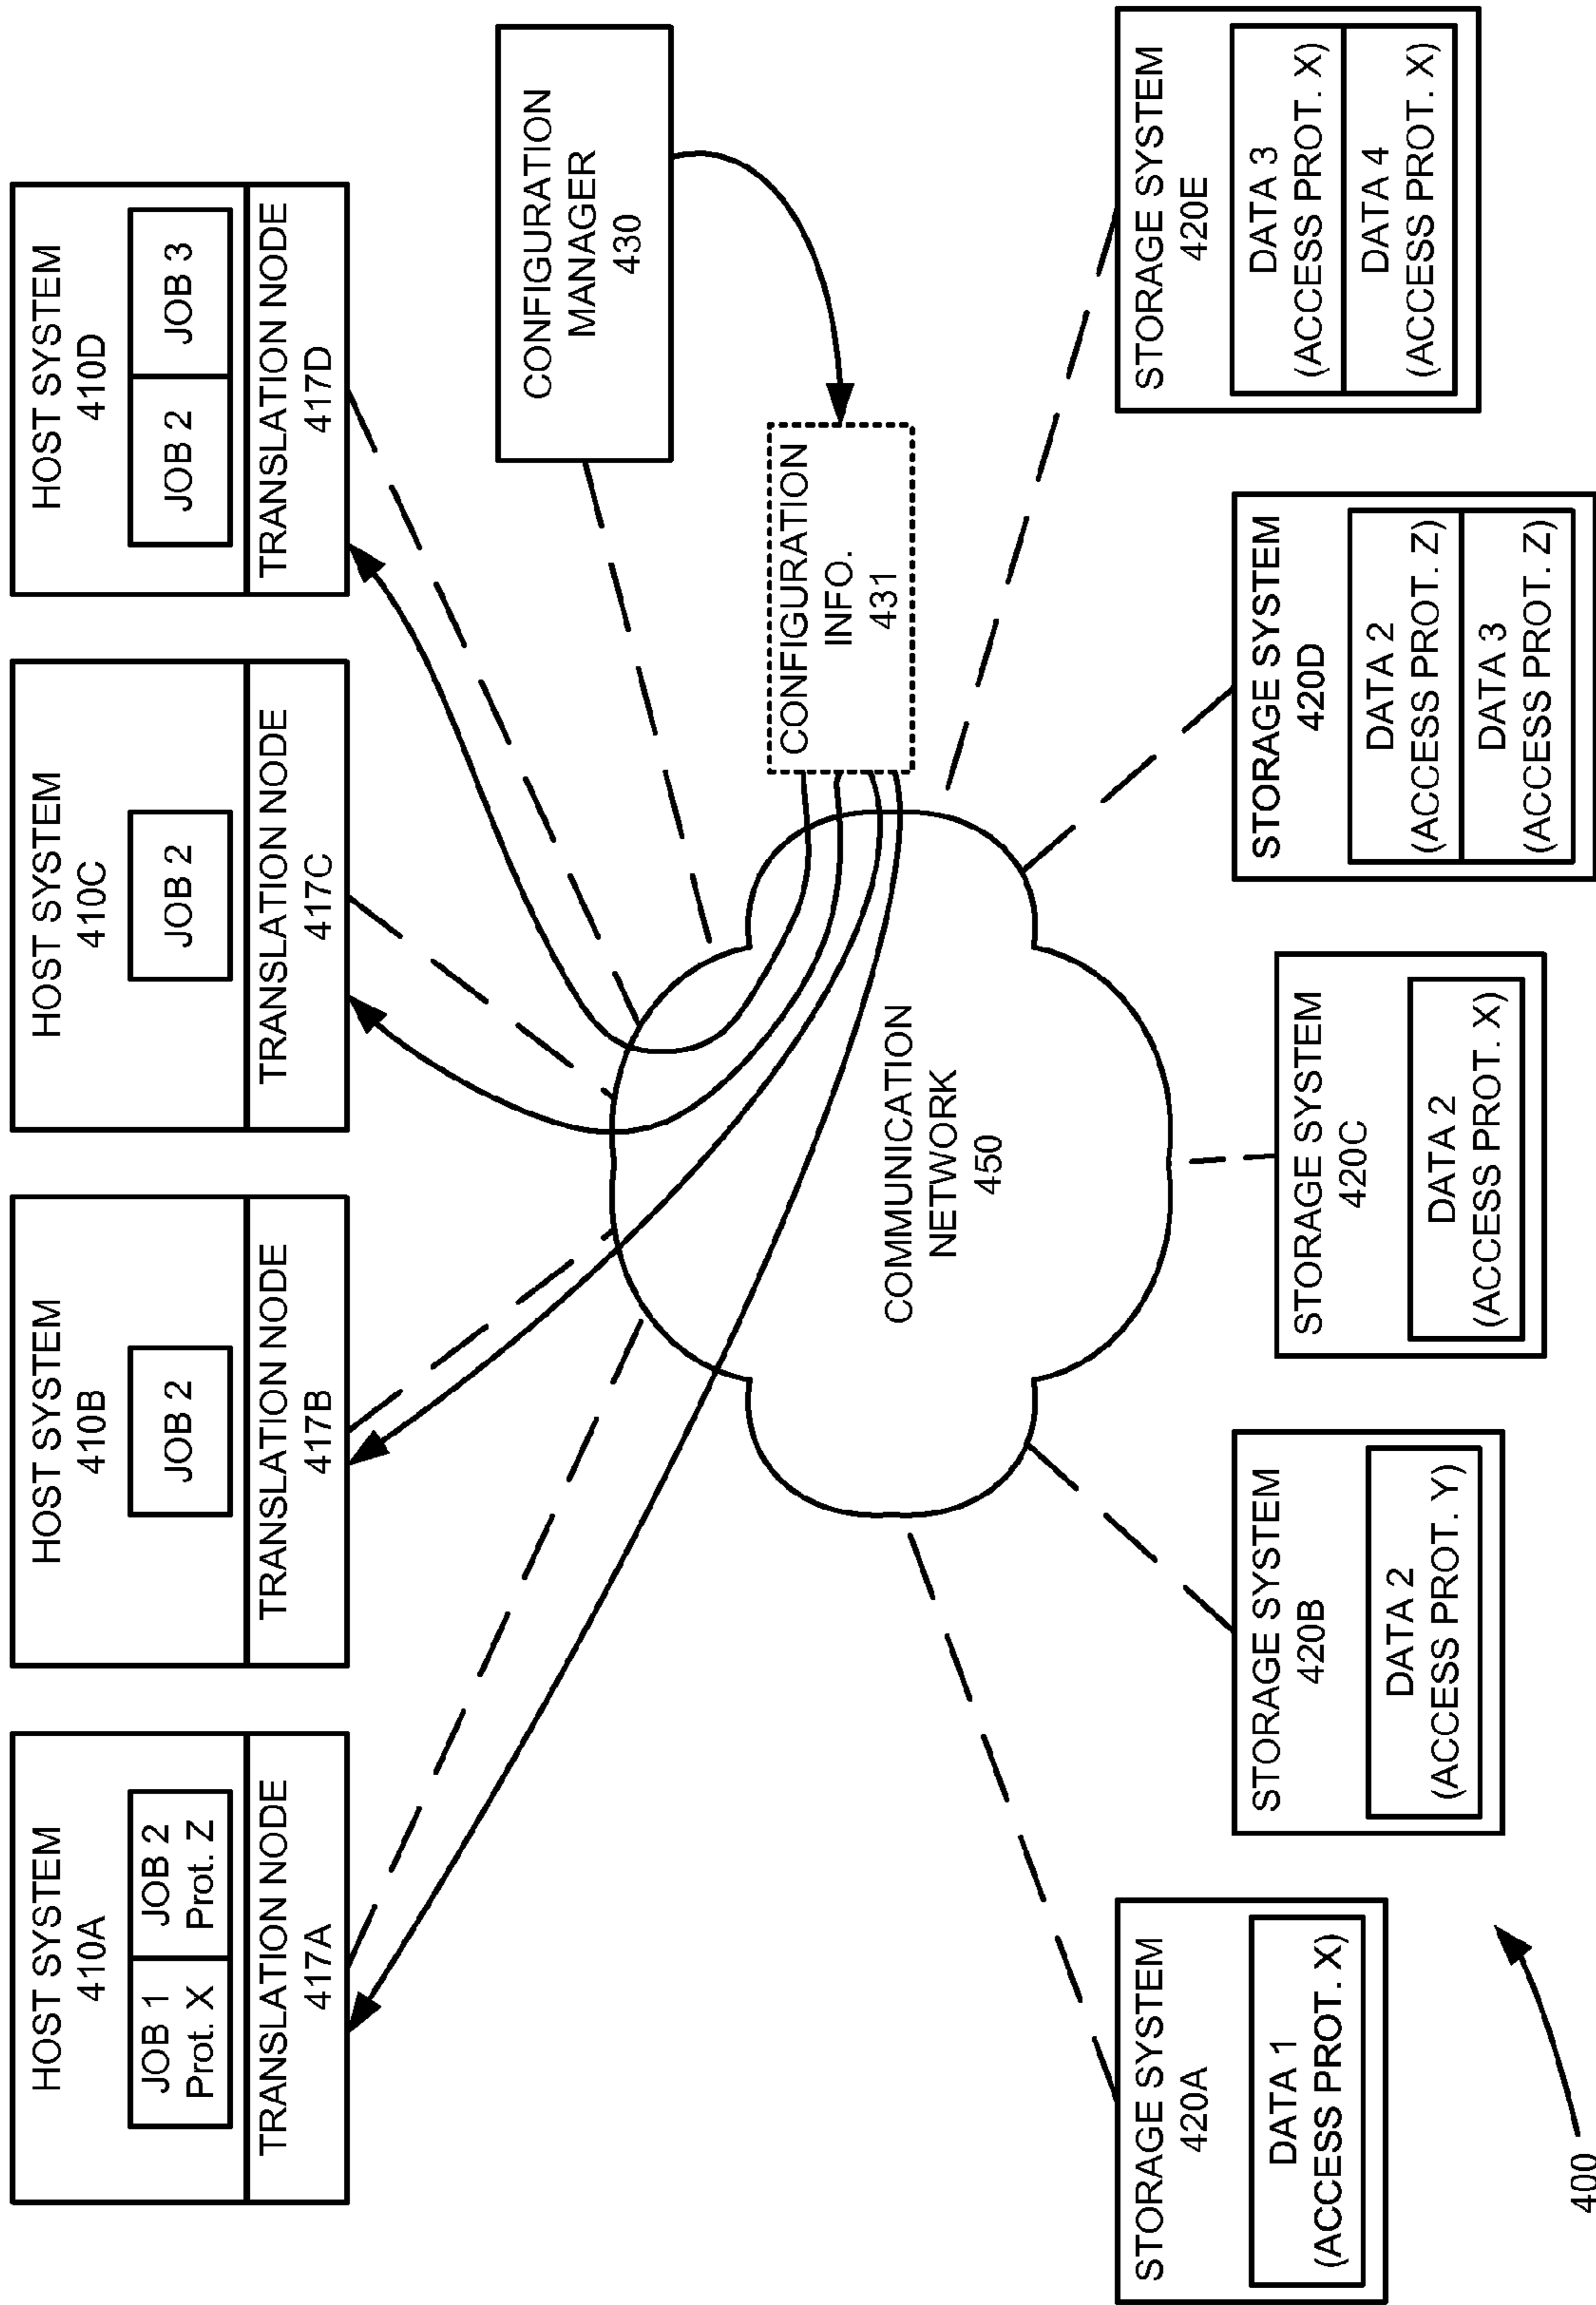 HOST SYSTEM
410A
JOB 1
Prot. X
JOB 2
Prot. Z
TRANSLATION NODE
417A
HOST SYSTEM
410B
JOB 2
TRANSLATION NODE
417B
HOST SYSTEM
410C
JOB 2
TRANSLATION NODE
417C
HOST SYSTEM
410D
JOB 2
JOB 3
TRANSLATION NODE
417D
CONFIGURATION
MANAGER
430
CONFIGURATION
INFO.
431
COMMUNICATION
NETWORK
450
STORAGE SYSTEM
420A
DATA 1
(ACCESS PROT. X)
STORAGE SYSTEM
420B
DATA 2
(ACCESS PROT. Y)
STORAGE SYSTEM
420C
DATA 2
(ACCESS PROT. X)
STORAGE SYSTEM
420D
DATA 2
(ACCESS PROT. Z)
DATA 3
(ACCESS PROT. Z)
STORAGE SYSTEM
420E
DATA 3
(ACCESS PROT. X)
DATA 4
(ACCESS PROT. X)
400